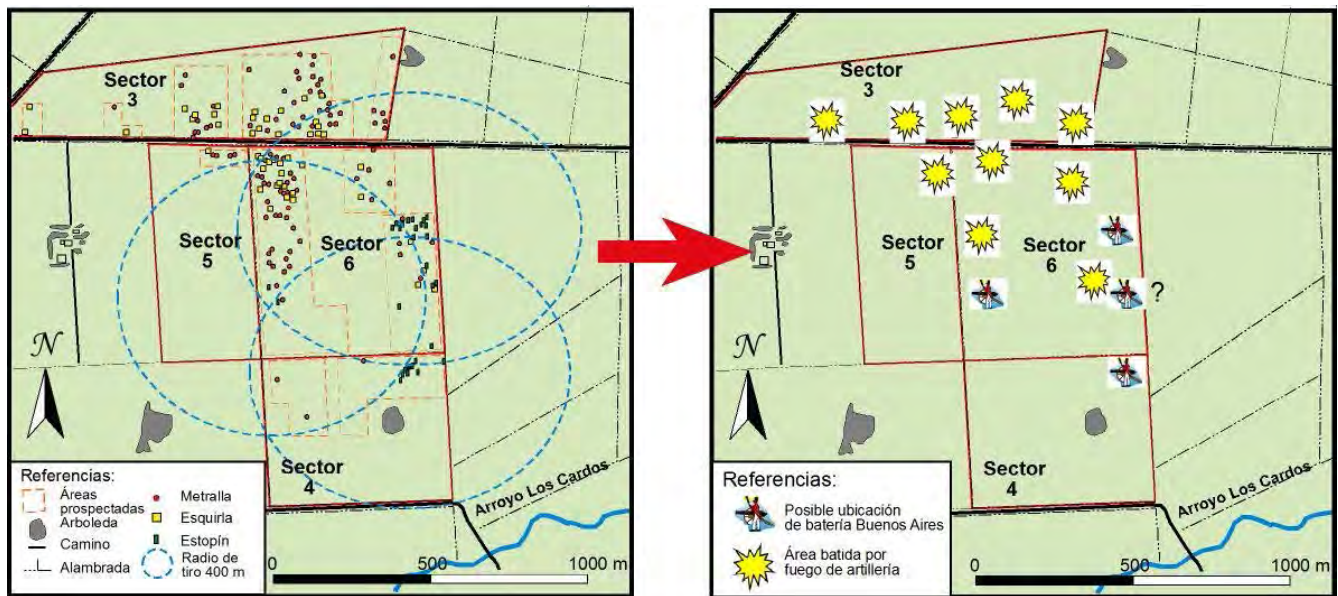 Sector
3
Sector
5
Sector
6
N
Sector
4
Arroyo Los Cardos
Referencias:
Áreas
prospectadas
Arboleda
Camino
Alambrada
Metralla
Esquirla
Estopín
Radio de
tiro 400 m
0 500 1000 m
Sector
3
Sector
5
Sector
6
?
N
Sector
4
Arroyo Los Cardos
Referencias:
Posible ubicación
de batería Buenos Aires
Área batida por
fuego de artillería
0 500 1000 m